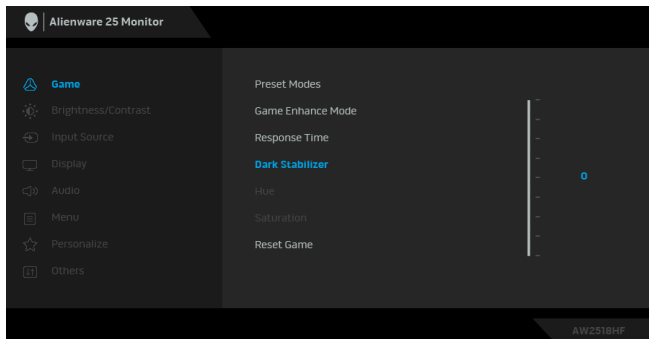 Alienware 25 Monitor
Game
Brightness/Contrast
Input Source
Display
Audio
Menu
Personalize
Others
Preset Modes
Game Enhance Mode
Response Time
Dark Stabilizer
Hue
Saturation
Reset Game
0
AW2518HF